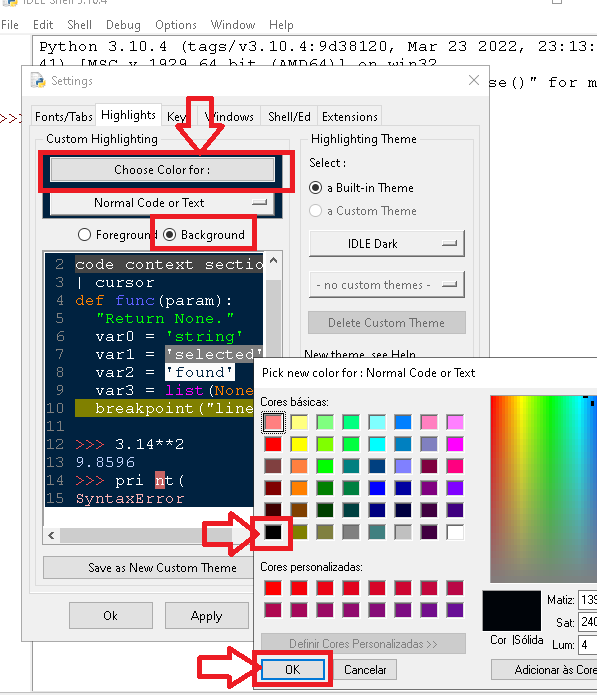 IDLE Shell 3.10.4
File Edit Shell Debug Options Window Help
Python 3.10.4 (tags/v3.10.4:9d38120, Mar 23 2022, 23:13:
41) [MSC v.1929 64 bit (AMD64)] on win32
se()" for m
>>>
Settings
Fonts/Tabs Highlights Key Windows Shell/Ed Extensions
Custom Highlighting
Choose Color for :
Normal Code or Text
Foreground Background
2 code context sectio
3 | cursor
4 def func(param):
5 "Return None."
6 var0 = 'string'
7 var1 = 'selected'
8 var2 = 'found'
9 var3 = list(None
10 breakpoint("line
11
12 >>> 3.14**2
13 9.8596
14 >>> pri nt(
15 SyntaxError
Save as New Custom Theme
Ok Apply
Highlighting Theme
Select :
a Built-in Theme
a Custom Theme
IDLE Dark
- no custom themes -
Delete Custom Theme
New theme, see Help
Pick new color for : Normal Code or Text
Cores básicas:
Cores personalizadas:
Definir Cores Personalizadas >>
OK Cancelar
Cor |Sólida
Matiz: 139
Sat: 240
Lum: 4
Adicionar às Core